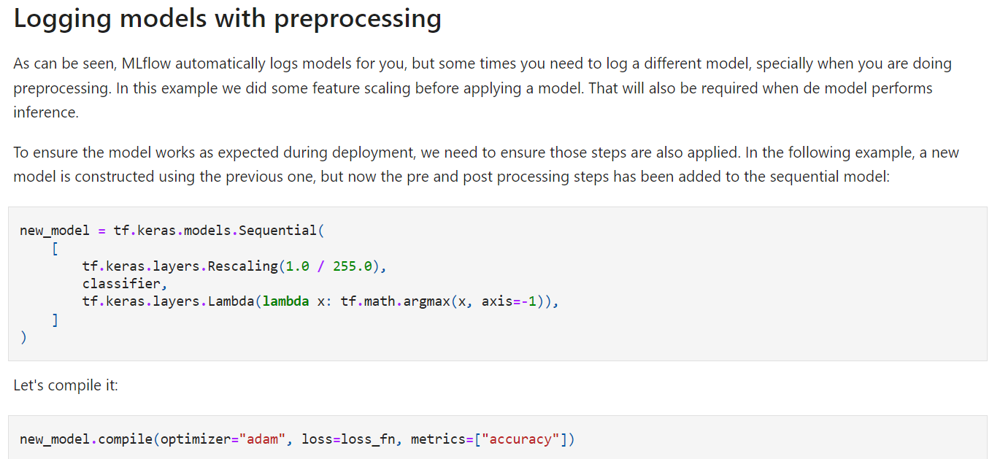 Logging models with preprocessing
As can be seen, MLflow automatically logs models for you, but some times you need to log a different model, specially when you are doing
preprocessing. In this example we did some feature scaling before applying a model. That will also be required when de model performs
inference.
To ensure the model works as expected during deployment, we need to ensure those steps are also applied. In the following example, a new
model is constructed using the previous one, but now the pre and post processing steps has been added to the sequential model:
new_model = tf.keras.models.Sequential(
    [
        tf.keras.layers.Rescaling(1.0 / 255.0),
        classifier,
        tf.keras.layers.Lambda(lambda x: tf.math.argmax(x, axis=-1)),
    ]
)
Let's compile it:
new_model.compile(optimizer="adam", loss=loss_fn, metrics=["accuracy"])